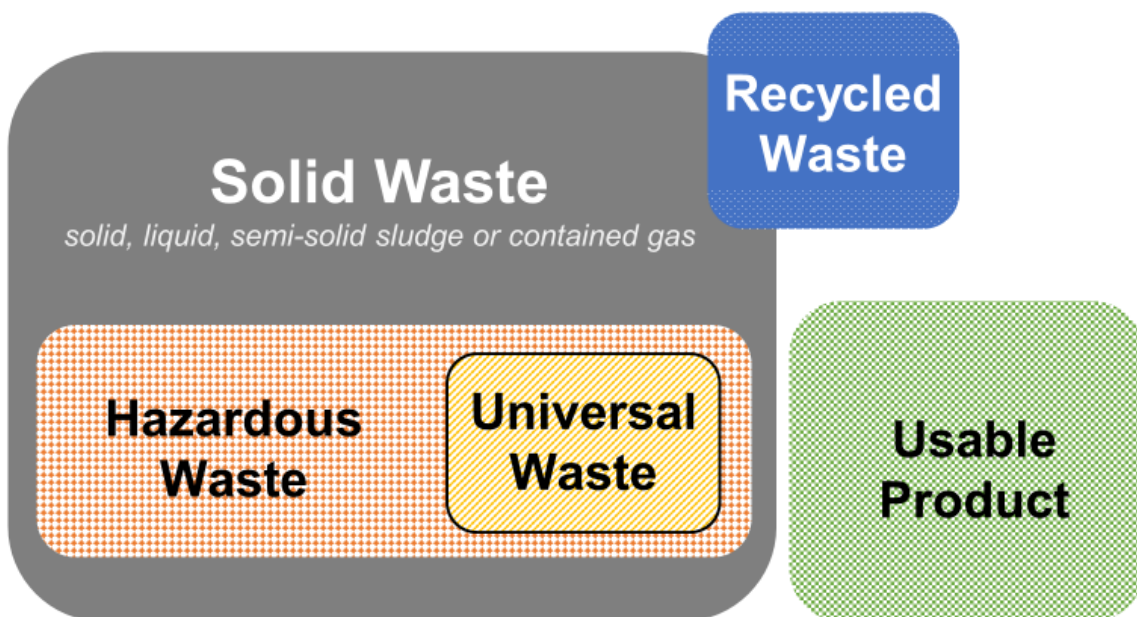 Recycled
Waste
Solid Waste
solid, liquid, semi-solid sludge or contained gas
Hazardous
Waste
Universal
Waste
Usable
Product